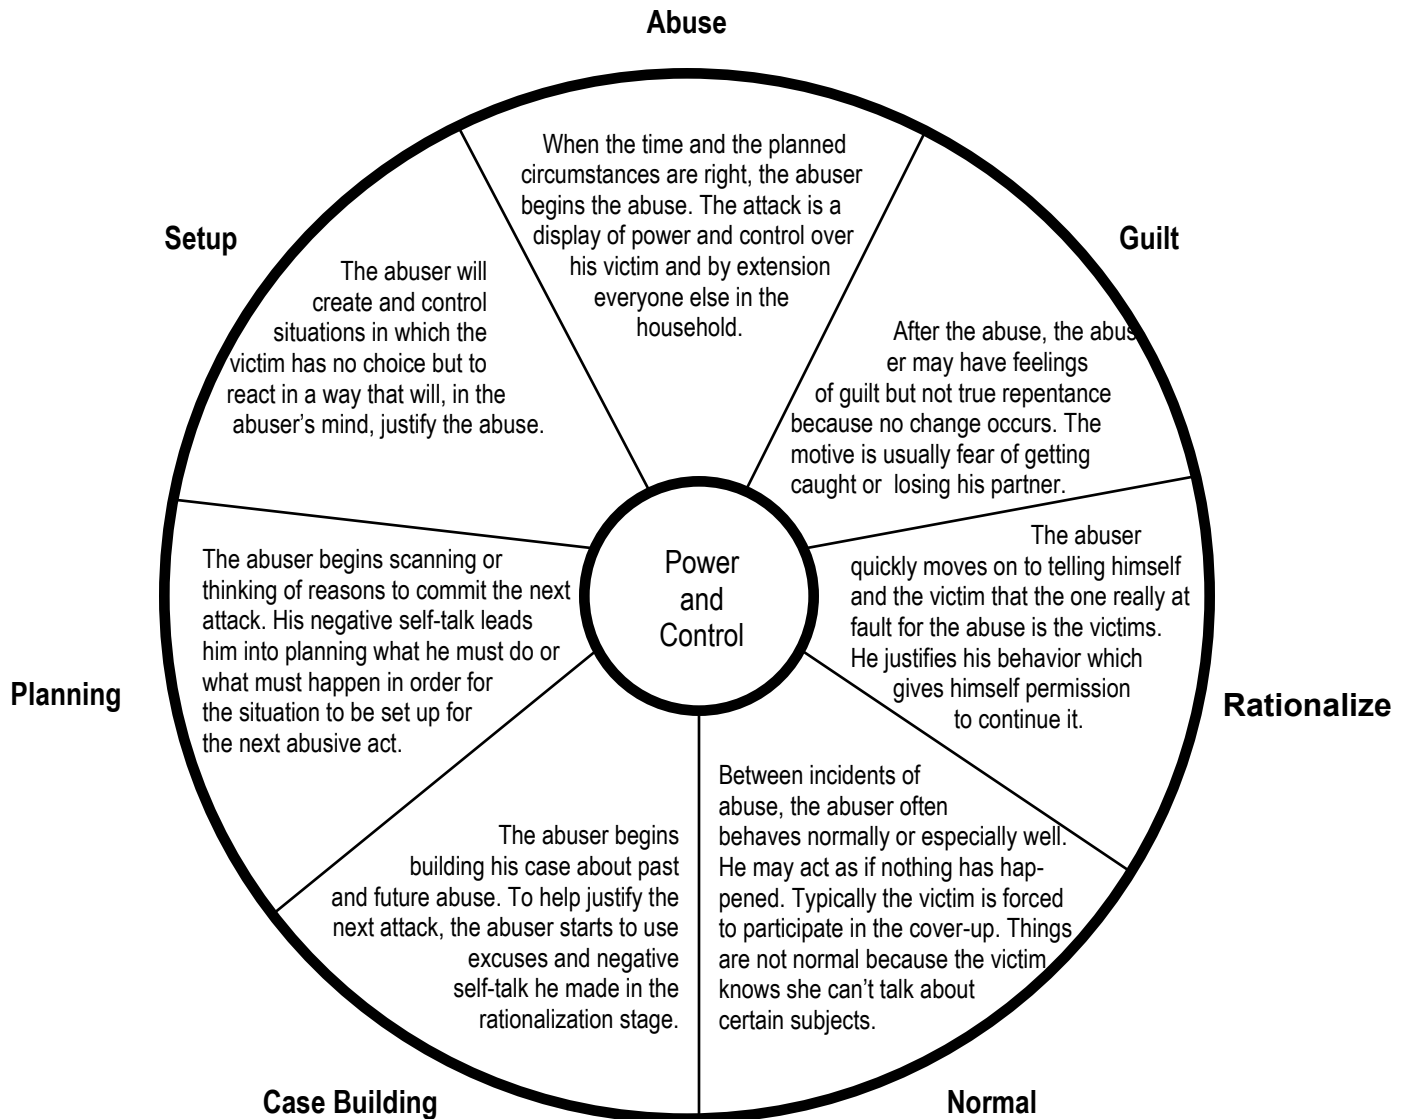 Abuse
When the time and the planned
circumstances are right, the abuser
begins the abuse. The attack is a
display of power and control over
his victim and by extension
everyone else in the
household.
Guilt
After the abuse, the abus
er may have feelings
of guilt but not true repentance
because no change occurs. The
motive is usually fear of getting
caught or losing his partner.
Rationalize
The abuser
quickly moves on to telling himself
and the victim that the one really at
fault for the abuse is the victims.
He justifies his behavior which
gives himself permission
to continue it.
Normal
Between incidents of
abuse, the abuser often
behaves normally or especially well.
He may act as if nothing has hap-
pened. Typically the victim is forced
to participate in the cover-up. Things
are not normal because the victim
knows she can’t talk about
certain subjects.
Case Building
The abuser begins
building his case about past
and future abuse. To help justify the
next attack, the abuser starts to use
excuses and negative
self-talk he made in the
rationalization stage.
Planning
The abuser begins scanning or
thinking of reasons to commit the next
attack. His negative self-talk leads
him into planning what he must do or
what must happen in order for
the situation to be set up for
the next abusive act.
Setup
The abuser will
create and control
situations in which the
victim has no choice but to
react in a way that will, in the
abuser’s mind, justify the abuse.
Power
and
Control